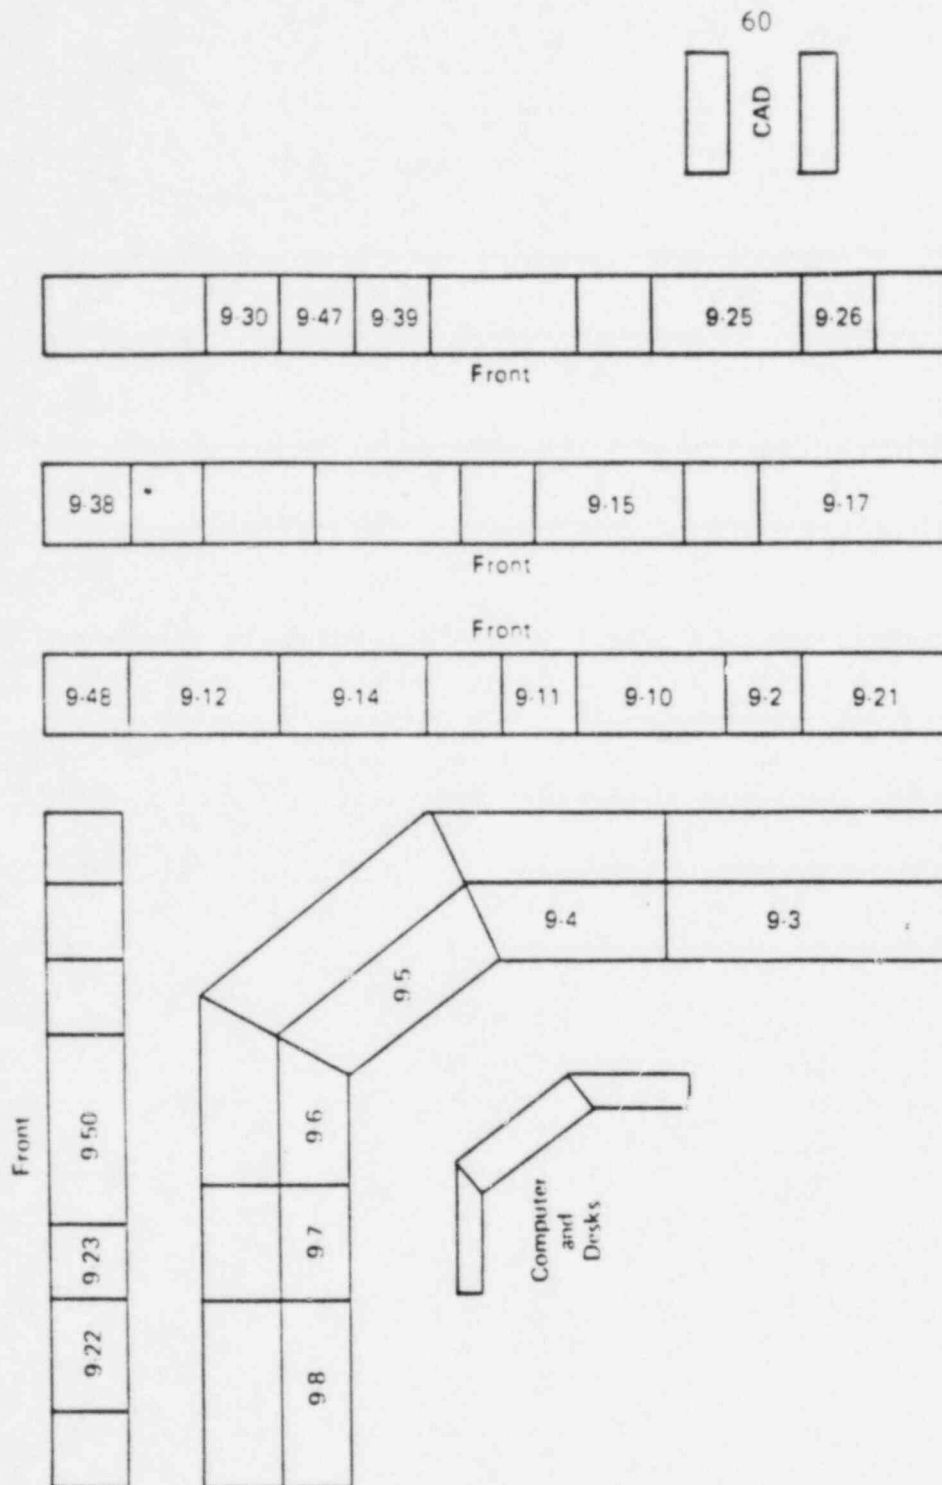 60
CAD
9-30 9-47 9-39 9-25 9-26
Front
9-38 9-15 9-17
Front
Front
9-48 9-12 9-14 9-11 9-10 9-2 9-21
9-4 9-3
9 5
Front
9 50
9 6
9 23
9 7
Computer
and
Desks
9 22
9 8